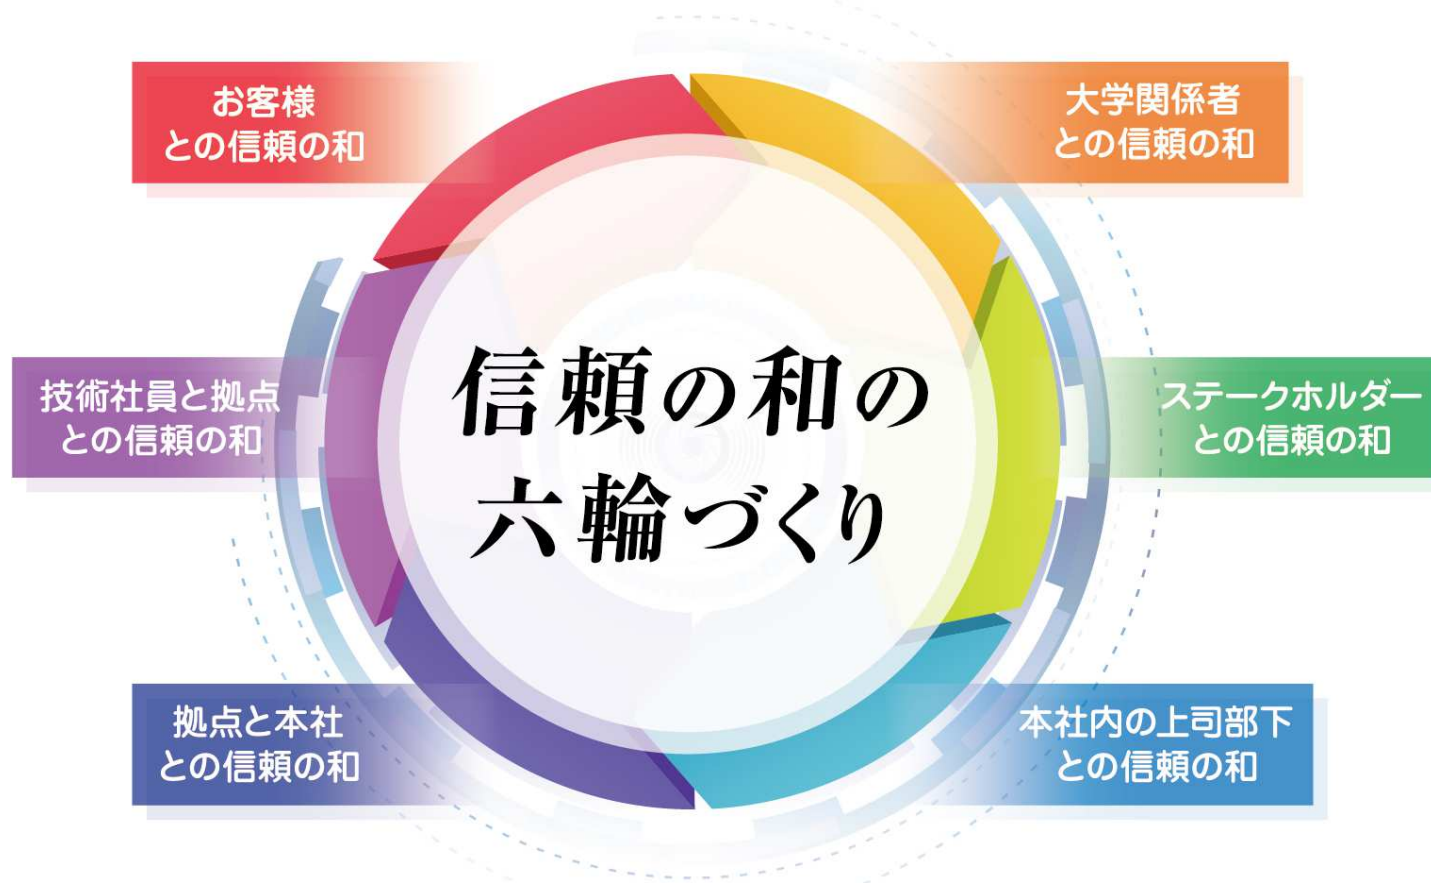 お客様
との信頼の和
大学関係者
との信頼の和
技術社員と拠点
との信頼の和
信頼の和の
六輪づくり
ステークホルダー
との信頼の和
拠点と本社
との信頼の和
本社内の上司部下
との信頼の和